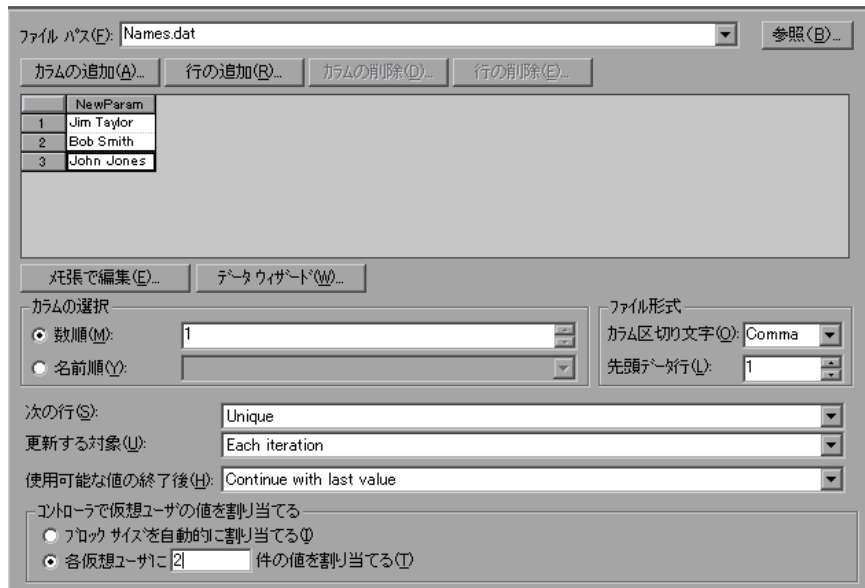 ファイル パス(F): Names.dat 参照(B)...
カラムの追加(A)... 行の追加(R)... カラムの削除(D)... 行の削除(E)...
NewParam
1 Jim Taylor
2 Bob Smith
3 John Jones
メモ張で編集(E)... データ ウィザード(W)...
カラムの選択 ファイル形式
数順(M): 1 カラム区切り文字(O): Comma
名前順(Y): 先頭データ行(L): 1
次の行(S): Unique
更新する対象(U): Each iteration
使用可能な値の終了後(H): Continue with last value
コントローラで仮想ユーザの値を割り当てる
ブロック サイズを自動的に割り当てる(I)
各仮想ユーザに 2 件の値を割り当てる(T)